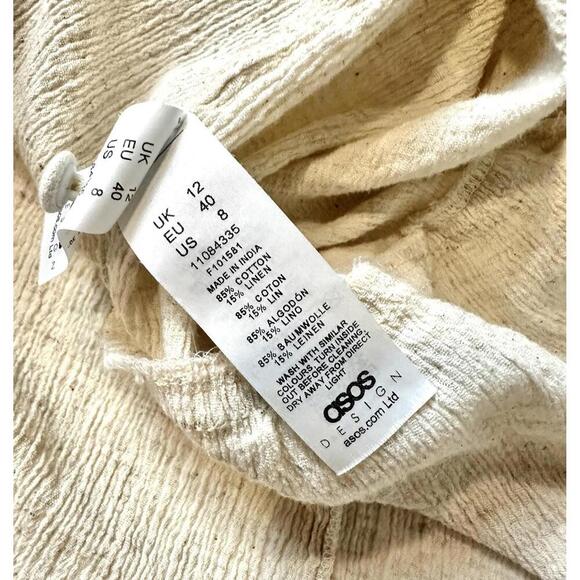 UK 12
EU 40
US 8
UK 12
EU 40
US 8
11084335
F101581
MADE IN INDIA
85% COTTON
15% LINEN
85% COTON
15% LIN
85% ALGODÓN
15% LINO
85% BAUMWOLLE
15% LEINEN
WASH WITH SIMILAR
COLOURS, TURN INSIDE
OUT BEFORE CLEANING,
DRY AWAY FROM DIRECT
LIGHT
asos
DESIGN
asos.com Ltd